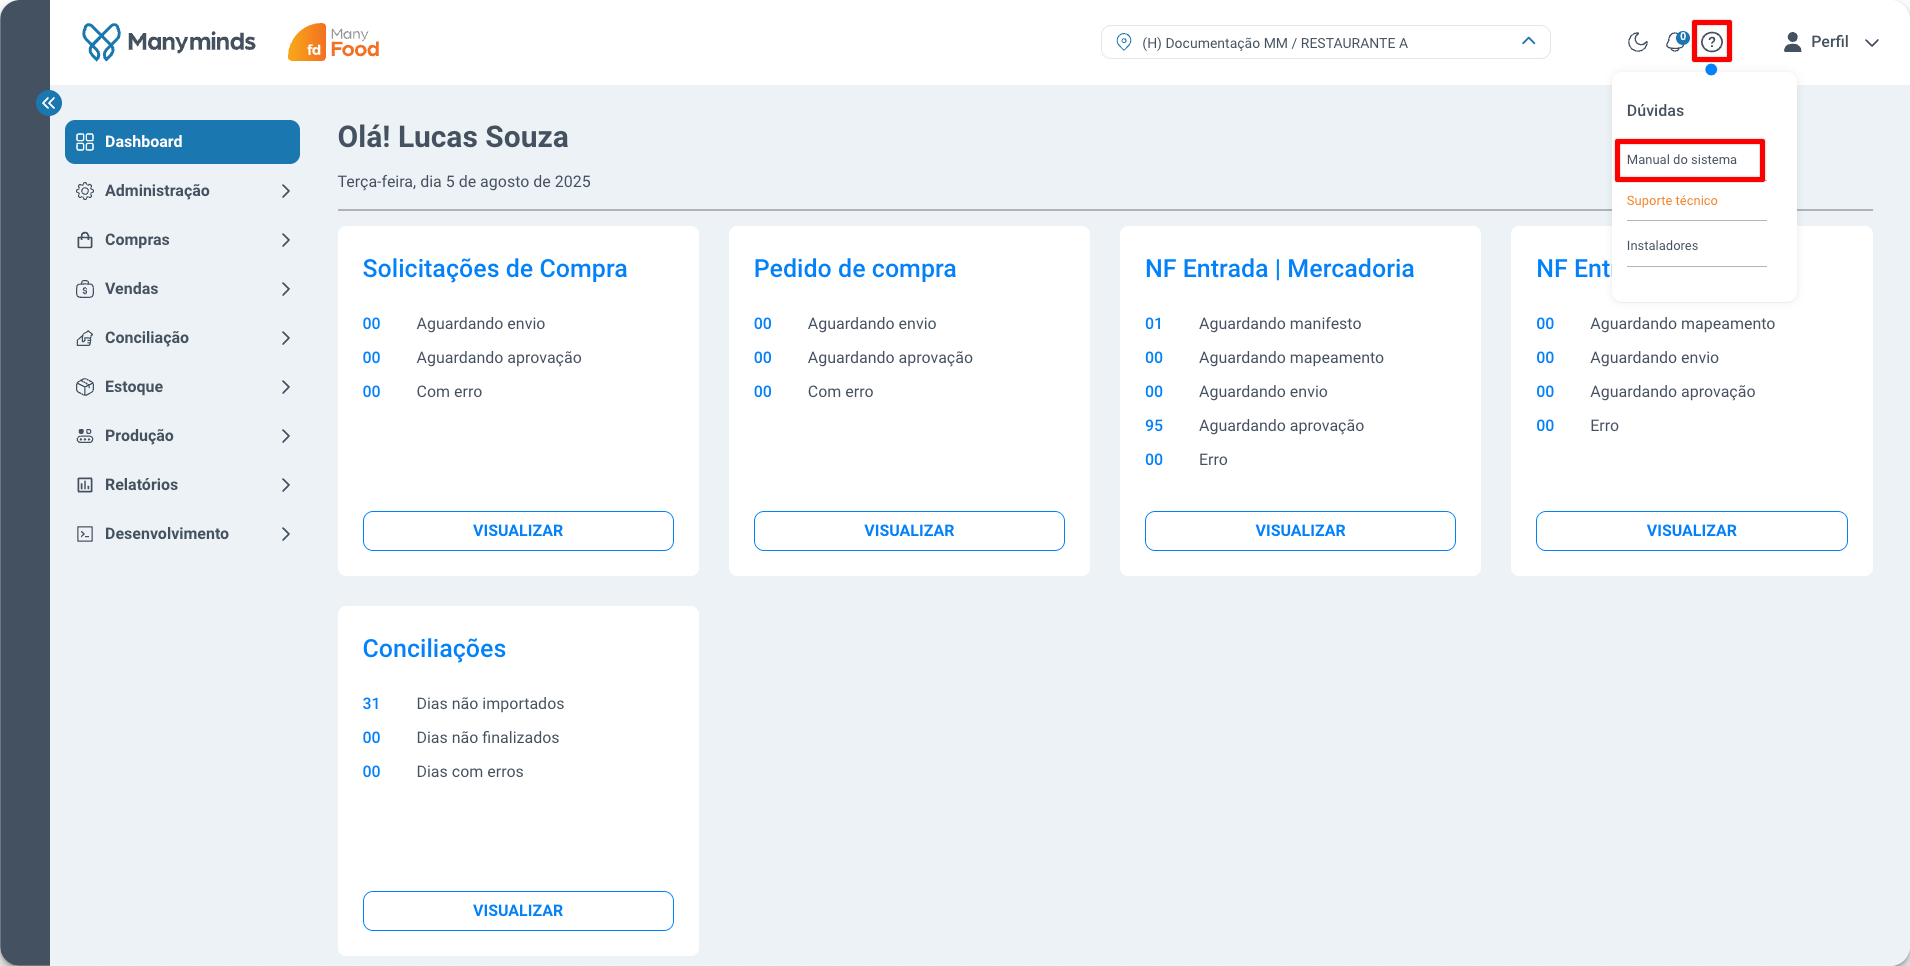 Manyminds
fd
Many
Food
(H) Documentação MM / RESTAURANTE A
0
?
Perfil
Dúvidas
Manual do sistema
Suporte técnico
Instaladores
Dashboard
Administração
Compras
Vendas
Conciliação
Estoque
Produção
Relatórios
Desenvolvimento
Olá! Lucas Souza
Terça-feira, dia 5 de agosto de 2025
Solicitações de Compra
00 Aguardando envio
00 Aguardando aprovação
00 Com erro
VISUALIZAR
Pedido de compra
00 Aguardando envio
00 Aguardando aprovação
00 Com erro
VISUALIZAR
NF Entrada | Mercadoria
01 Aguardando manifesto
00 Aguardando mapeamento
00 Aguardando envio
95 Aguardando aprovação
00 Erro
VISUALIZAR
NF Ent
00 Aguardando mapeamento
00 Aguardando envio
00 Aguardando aprovação
00 Erro
VISUALIZAR
Conciliações
31 Dias não importados
00 Dias não finalizados
00 Dias com erros
VISUALIZAR